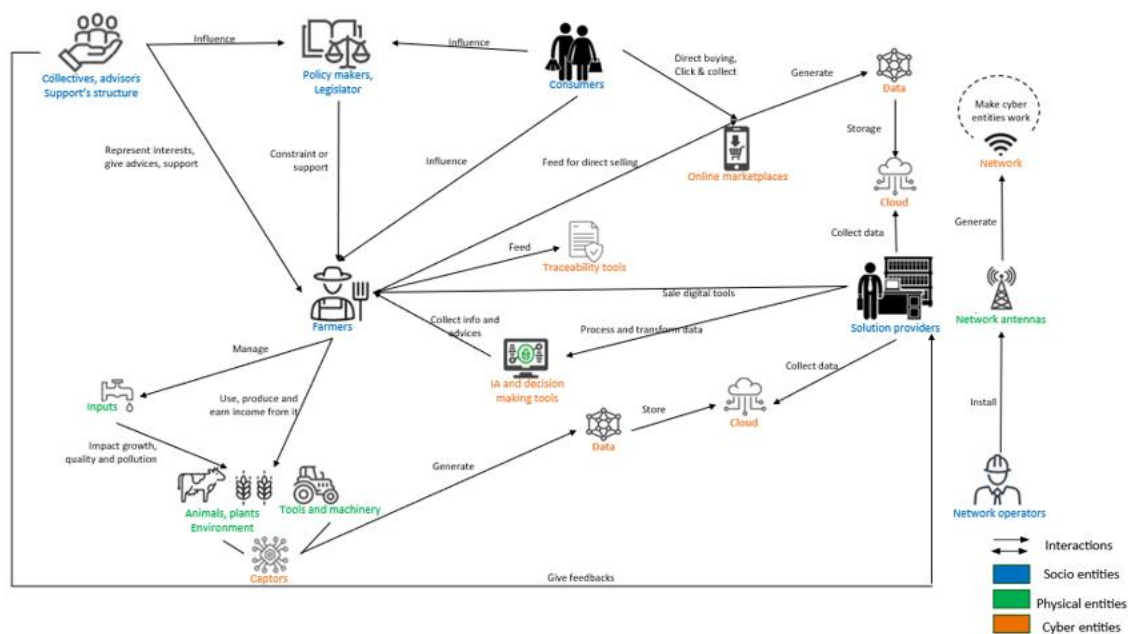 Influence
Influence
Collectives, advisors
Support's structure
Policy makers,
Legislator
Consumers
Direct buying,
Click & collect
Generate
Data
Make cyber
entities work
Network
Storage
Represent interests,
give advices, support
Constraint or
support
Influence
Feed for direct selling
Online marketplaces
Cloud
Generate
Collect data
Feed
Traceability tools
Farmers
Sale digital tools
Solution providers
Network antennas
Collect info and
advices
Process and transform data
Manage
IA and decision
making tools
Collect data
Inputs
Use, produce and
earn income from it
Store
Cloud
Install
Data
Impact growth,
quality and pollution
Generate
Animals, plants
Environment
Tools and machinery
Network operators
Captors
Give feedbacks
Interactions
Socio entities
Physical entities
Cyber entities